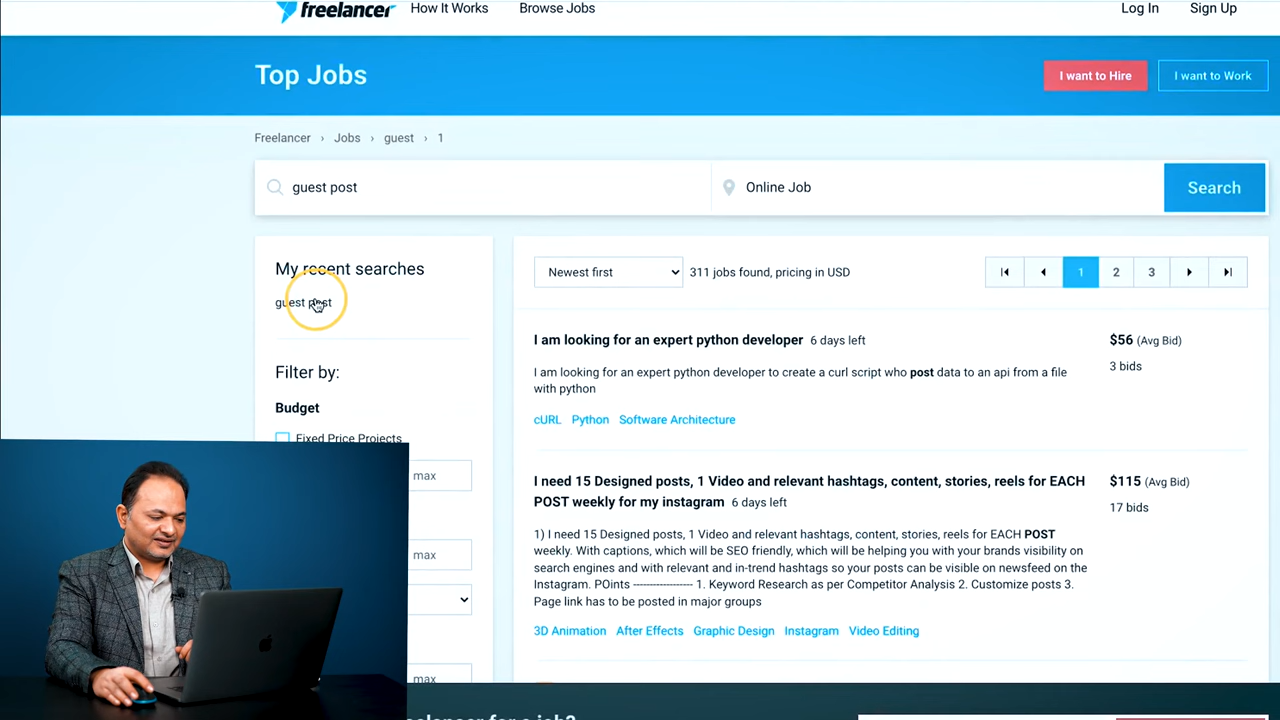 freelancer How It Works Browse Jobs Log In Sign Up
Top Jobs I want to Hire I want to Work
Freelancer › Jobs › guest › 1
guest post Online Job Search
My recent searches
guest post
Filter by:
Budget
Fixed Price Projects
max
max
max
Newest first 311 jobs found, pricing in USD 1 2 3
I am looking for an expert python developer 6 days left $56 (Avg Bid)
3 bids
I am looking for an expert python developer to create a curl script who post data to an api from a file
with python
cURL Python Software Architecture
I need 15 Designed posts, 1 Video and relevant hashtags, content, stories, reels for EACH $115 (Avg Bid)
POST weekly for my instagram 6 days left 17 bids
1) I need 15 Designed posts, 1 Video and relevant hashtags, content, stories, reels for EACH POST
weekly. With captions, which will be SEO friendly, which will be helping you with your brands visibility on
search engines and with relevant and in-trend hashtags so your posts can be visible on newsfeed on the
Instagram. POints ----------------- 1. Keyword Research as per Competitor Analysis 2. Customize posts 3.
Page link has to be posted in major groups
3D Animation After Effects Graphic Design Instagram Video Editing
for a job?